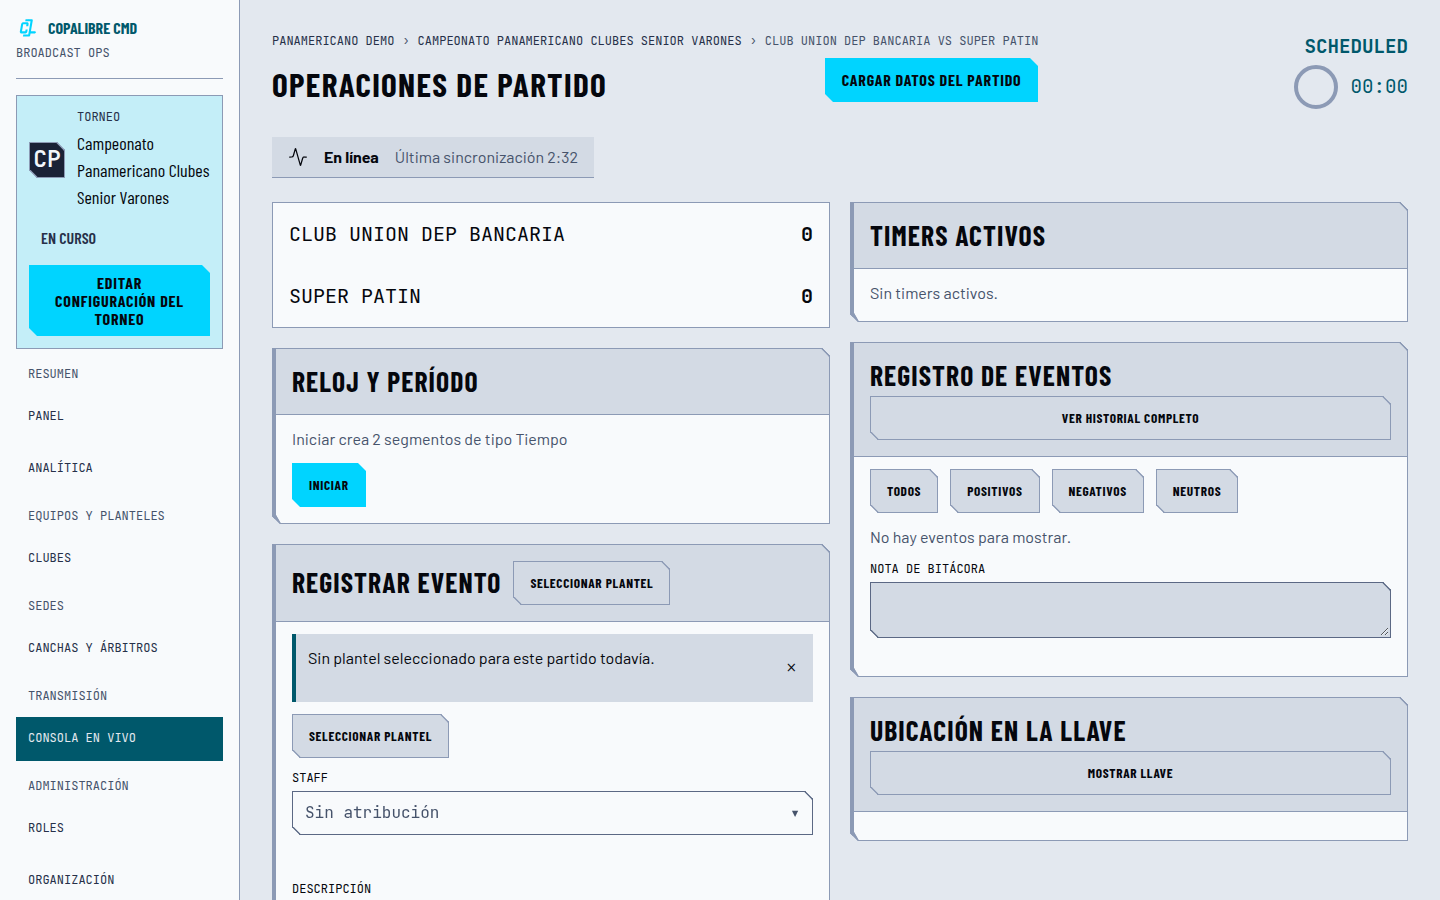 COPALIBRE CMD
BROADCAST OPS
TORNEO
CP
Campeonato
Panamericano Clubes
Senior Varones
EN CURSO
EDITAR
CONFIGURACIÓN DEL
TORNEO
RESUMEN
PANEL
ANALÍTICA
EQUIPOS Y PLANTELES
CLUBES
SEDES
CANCHAS Y ÁRBITROS
TRANSMISIÓN
CONSOLA EN VIVO
ADMINISTRACIÓN
ROLES
ORGANIZACIÓN
PANAMERICANO DEMO › CAMPEONATO PANAMERICANO CLUBES SENIOR VARONES › CLUB UNION DEP BANCARIA VS SUPER PATIN
OPERACIONES DE PARTIDO
CARGAR DATOS DEL PARTIDO
SCHEDULED
00:00
En línea Última sincronización 2:32
CLUB UNION DEP BANCARIA 0
SUPER PATIN 0
RELOJ Y PERÍODO
Iniciar crea 2 segmentos de tipo Tiempo
INICIAR
REGISTRAR EVENTO
SELECCIONAR PLANTEL
Sin plantel seleccionado para este partido todavía.
×
SELECCIONAR PLANTEL
STAFF
Sin atribución
DESCRIPCIÓN
TIMERS ACTIVOS
Sin timers activos.
REGISTRO DE EVENTOS
VER HISTORIAL COMPLETO
TODOS POSITIVOS NEGATIVOS NEUTROS
No hay eventos para mostrar.
NOTA DE BITÁCORA
UBICACIÓN EN LA LLAVE
MOSTRAR LLAVE